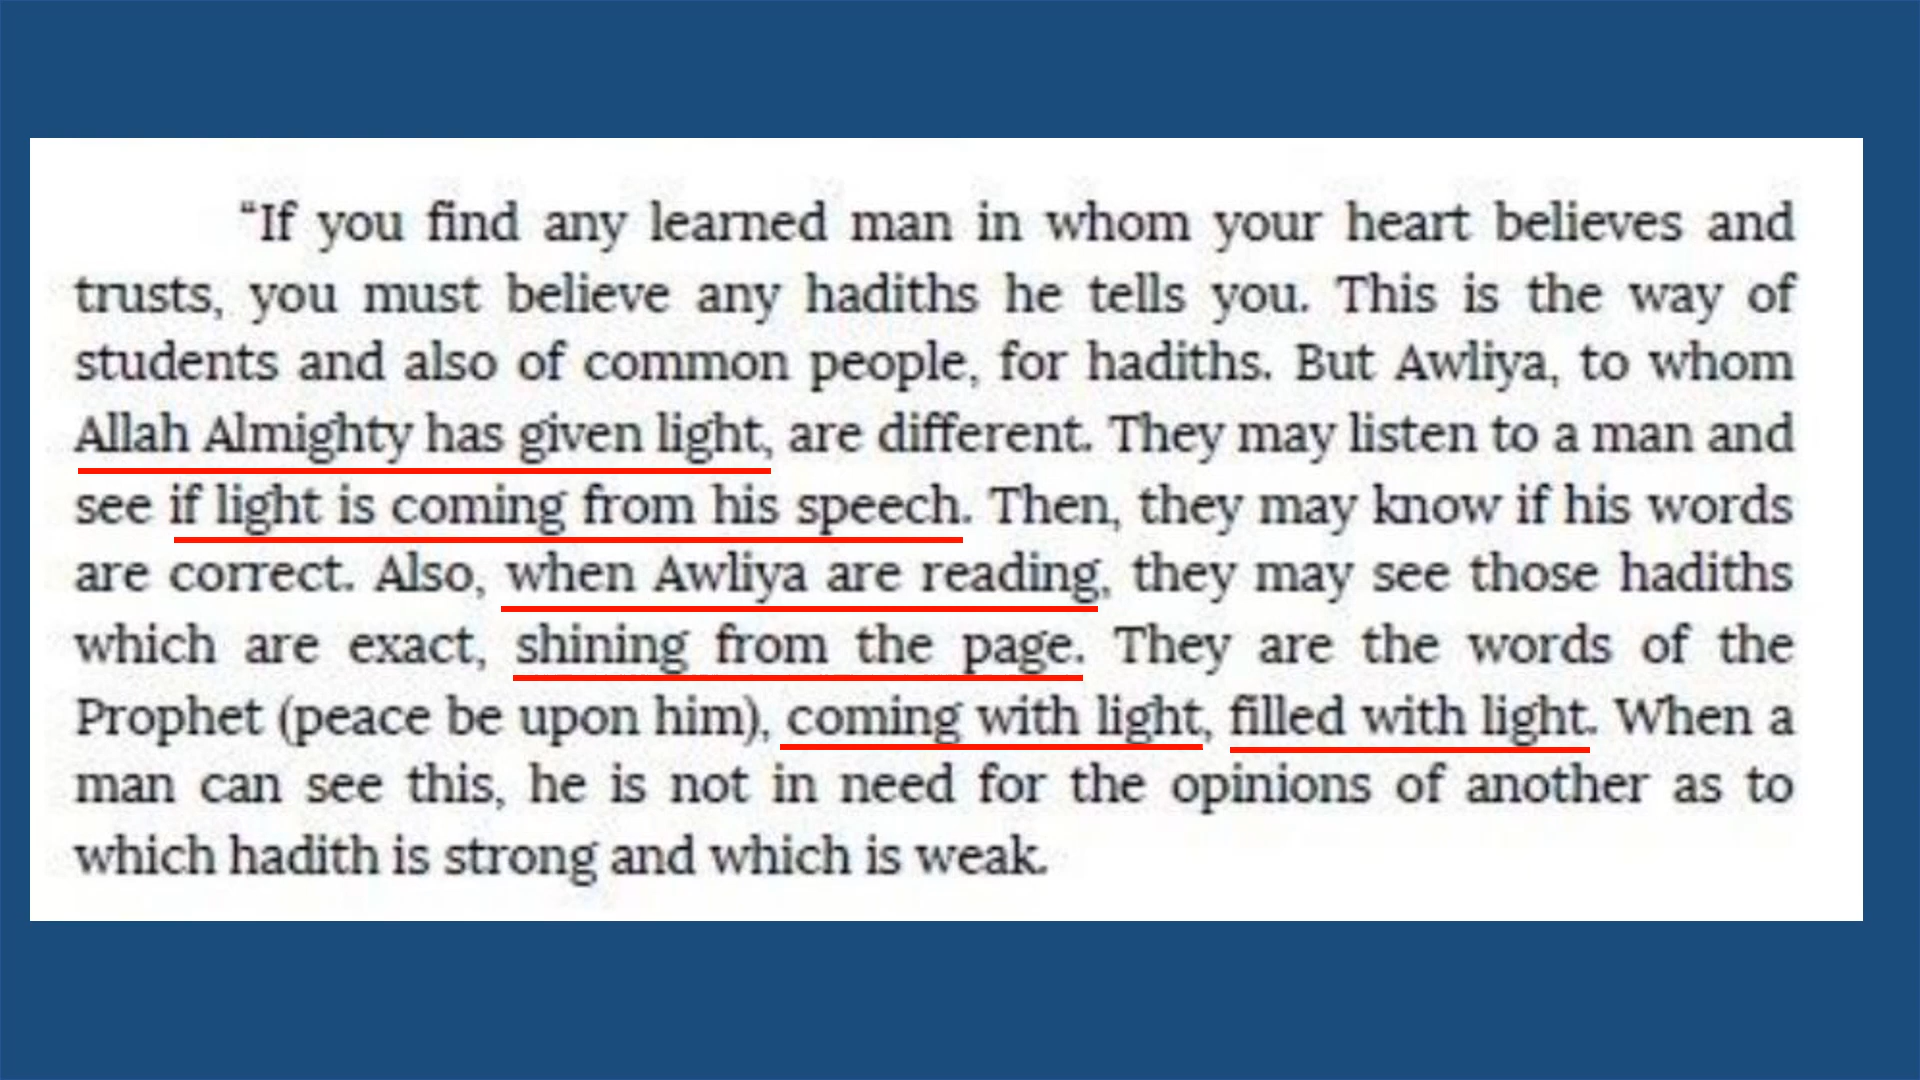 “If you find any learned man in whom your heart believes and
trusts, you must believe any hadiths he tells you. This is the way of
students and also of common people, for hadiths. But Awliya, to whom
Allah Almighty has given light, are different. They may listen to a man and
see if light is coming from his speech. Then, they may know if his words
are correct. Also, when Awliya are reading, they may see those hadiths
which are exact, shining from the page. They are the words of the
Prophet (peace be upon him), coming with light, filled with light. When a
man can see this, he is not in need for the opinions of another as to
which hadith is strong and which is weak.